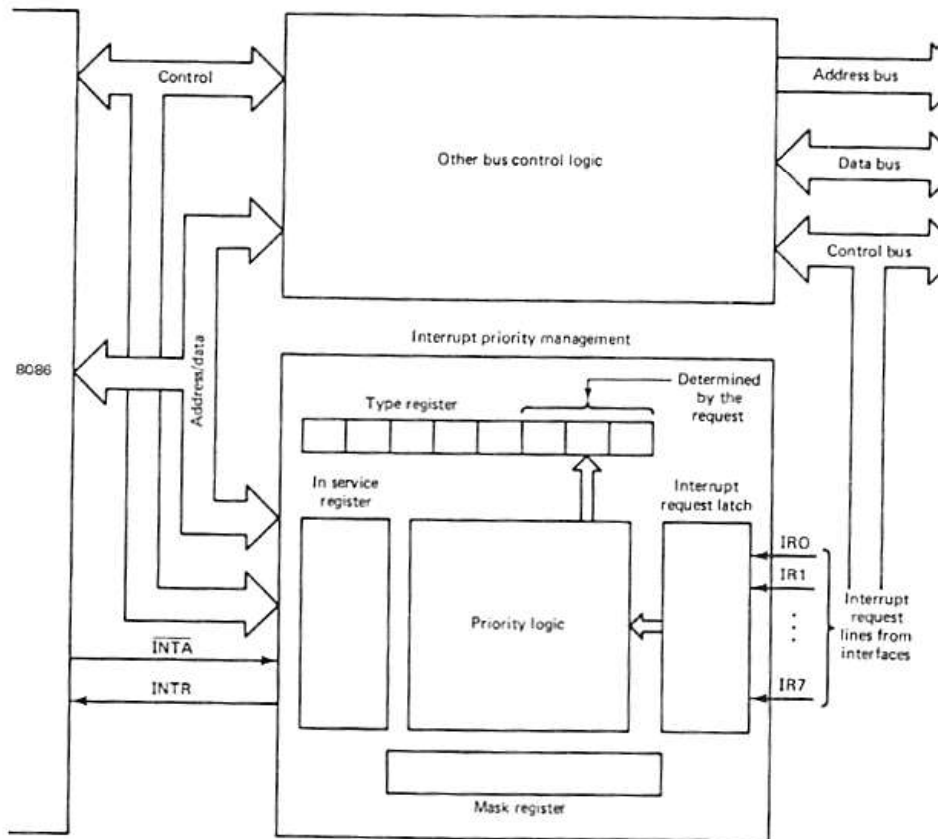 Control
Address bus
Other bus control logic
Data bus
Control bus
Interrupt priority management
8086
Address/data
Type register
Determined
by the
request
In service
register
Interrupt
request latch
IR0
IR1
Priority logic
Interrupt
request
lines from
interfaces
INTA
INTR
IR7
Mask register